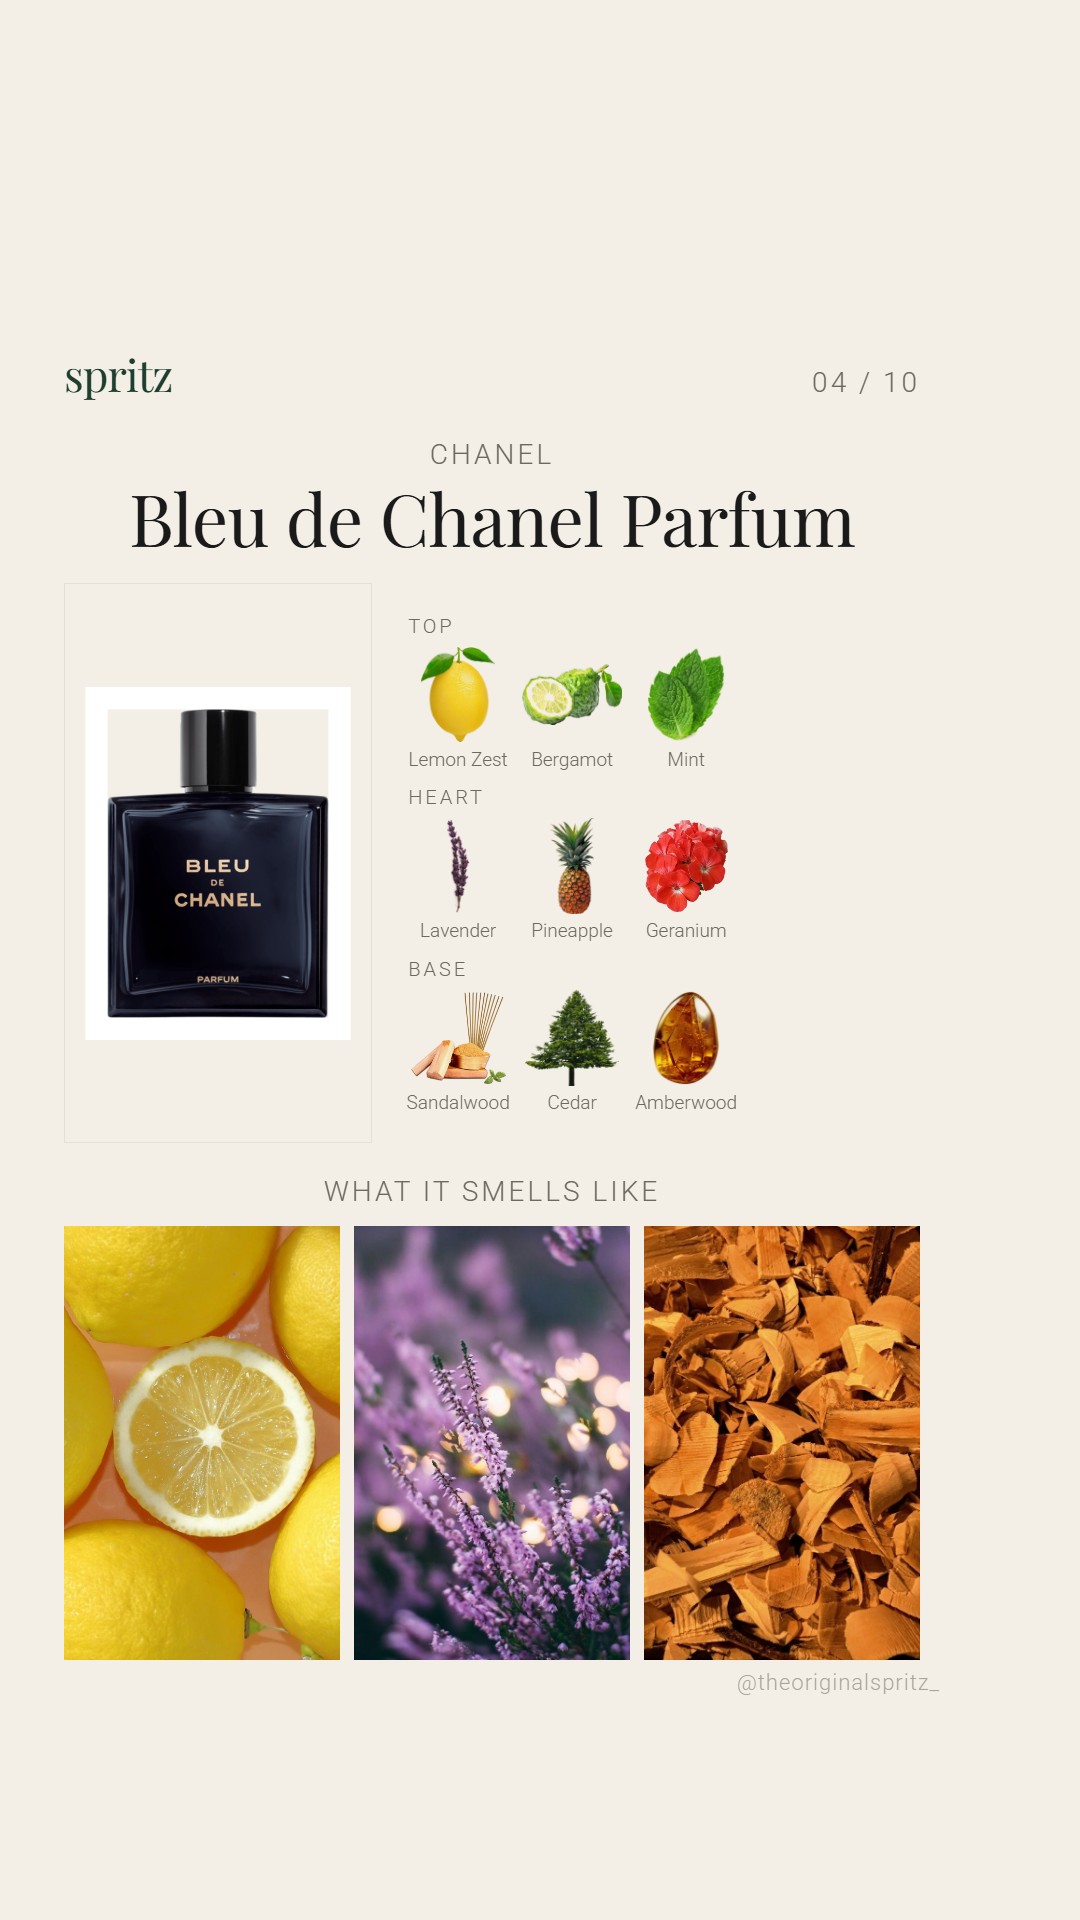 spritz
04 / 10
CHANEL
Bleu de Chanel Parfum
BLEU
DE
CHANEL
PARFUM
TOP
Lemon Zest Bergamot Mint
HEART
Lavender Pineapple Geranium
BASE
Sandalwood Cedar Amberwood
WHAT IT SMELLS LIKE
@theoriginalspritz_